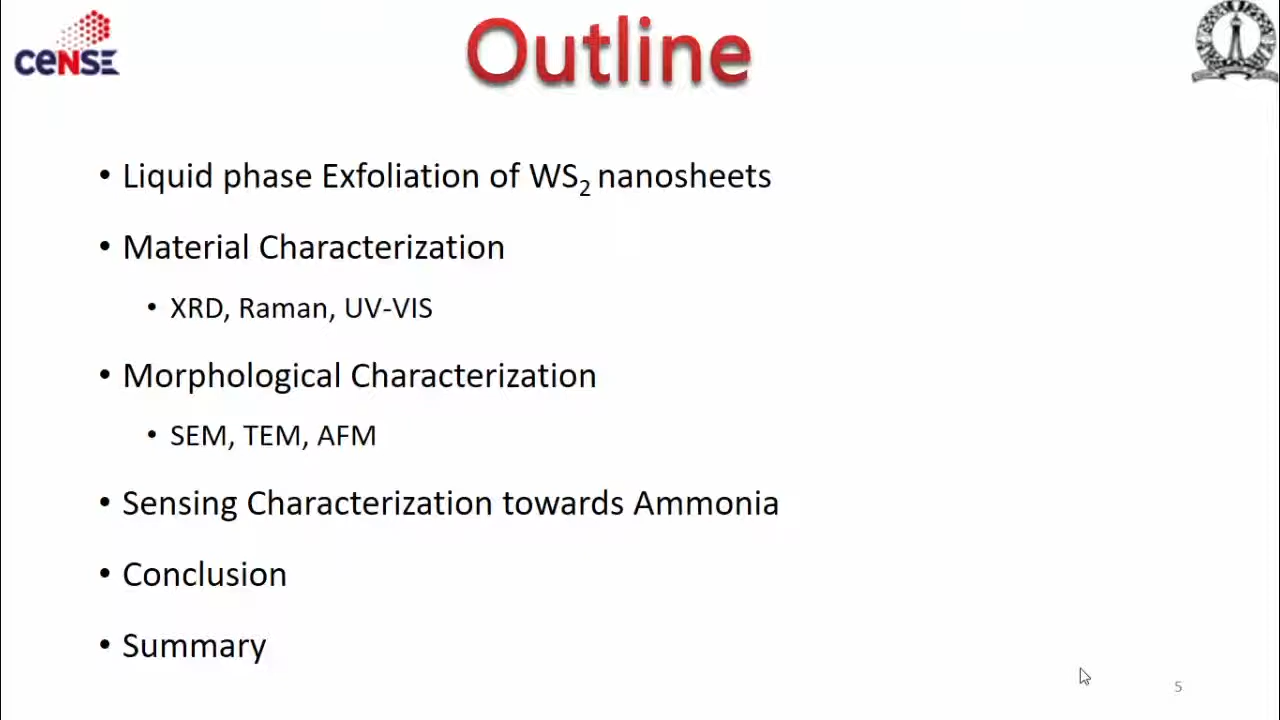 CeNSE
Outline
• Liquid phase Exfoliation of WS₂ nanosheets
• Material Characterization
• XRD, Raman, UV-VIS
• Morphological Characterization
• SEM, TEM, AFM
• Sensing Characterization towards Ammonia
• Conclusion
• Summary
5